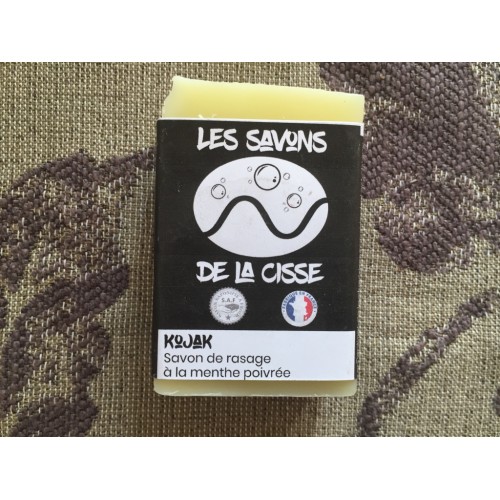 LES SAVONS
DE LA CISSE
S.A.F
KOJAK
Savon de rasage
à la menthe poivrée